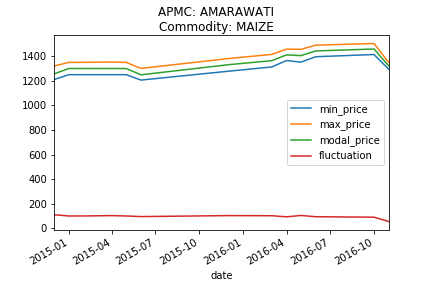 APMC: AMARAWATI
Commodity: MAIZE
1400
1200
1000
800
600
400
200
0
min_price
max_price
modal_price
fluctuation
2015-01
2015-04
2015-07
2015-10
2016-01
2016-04
2016-07
2016-10
date